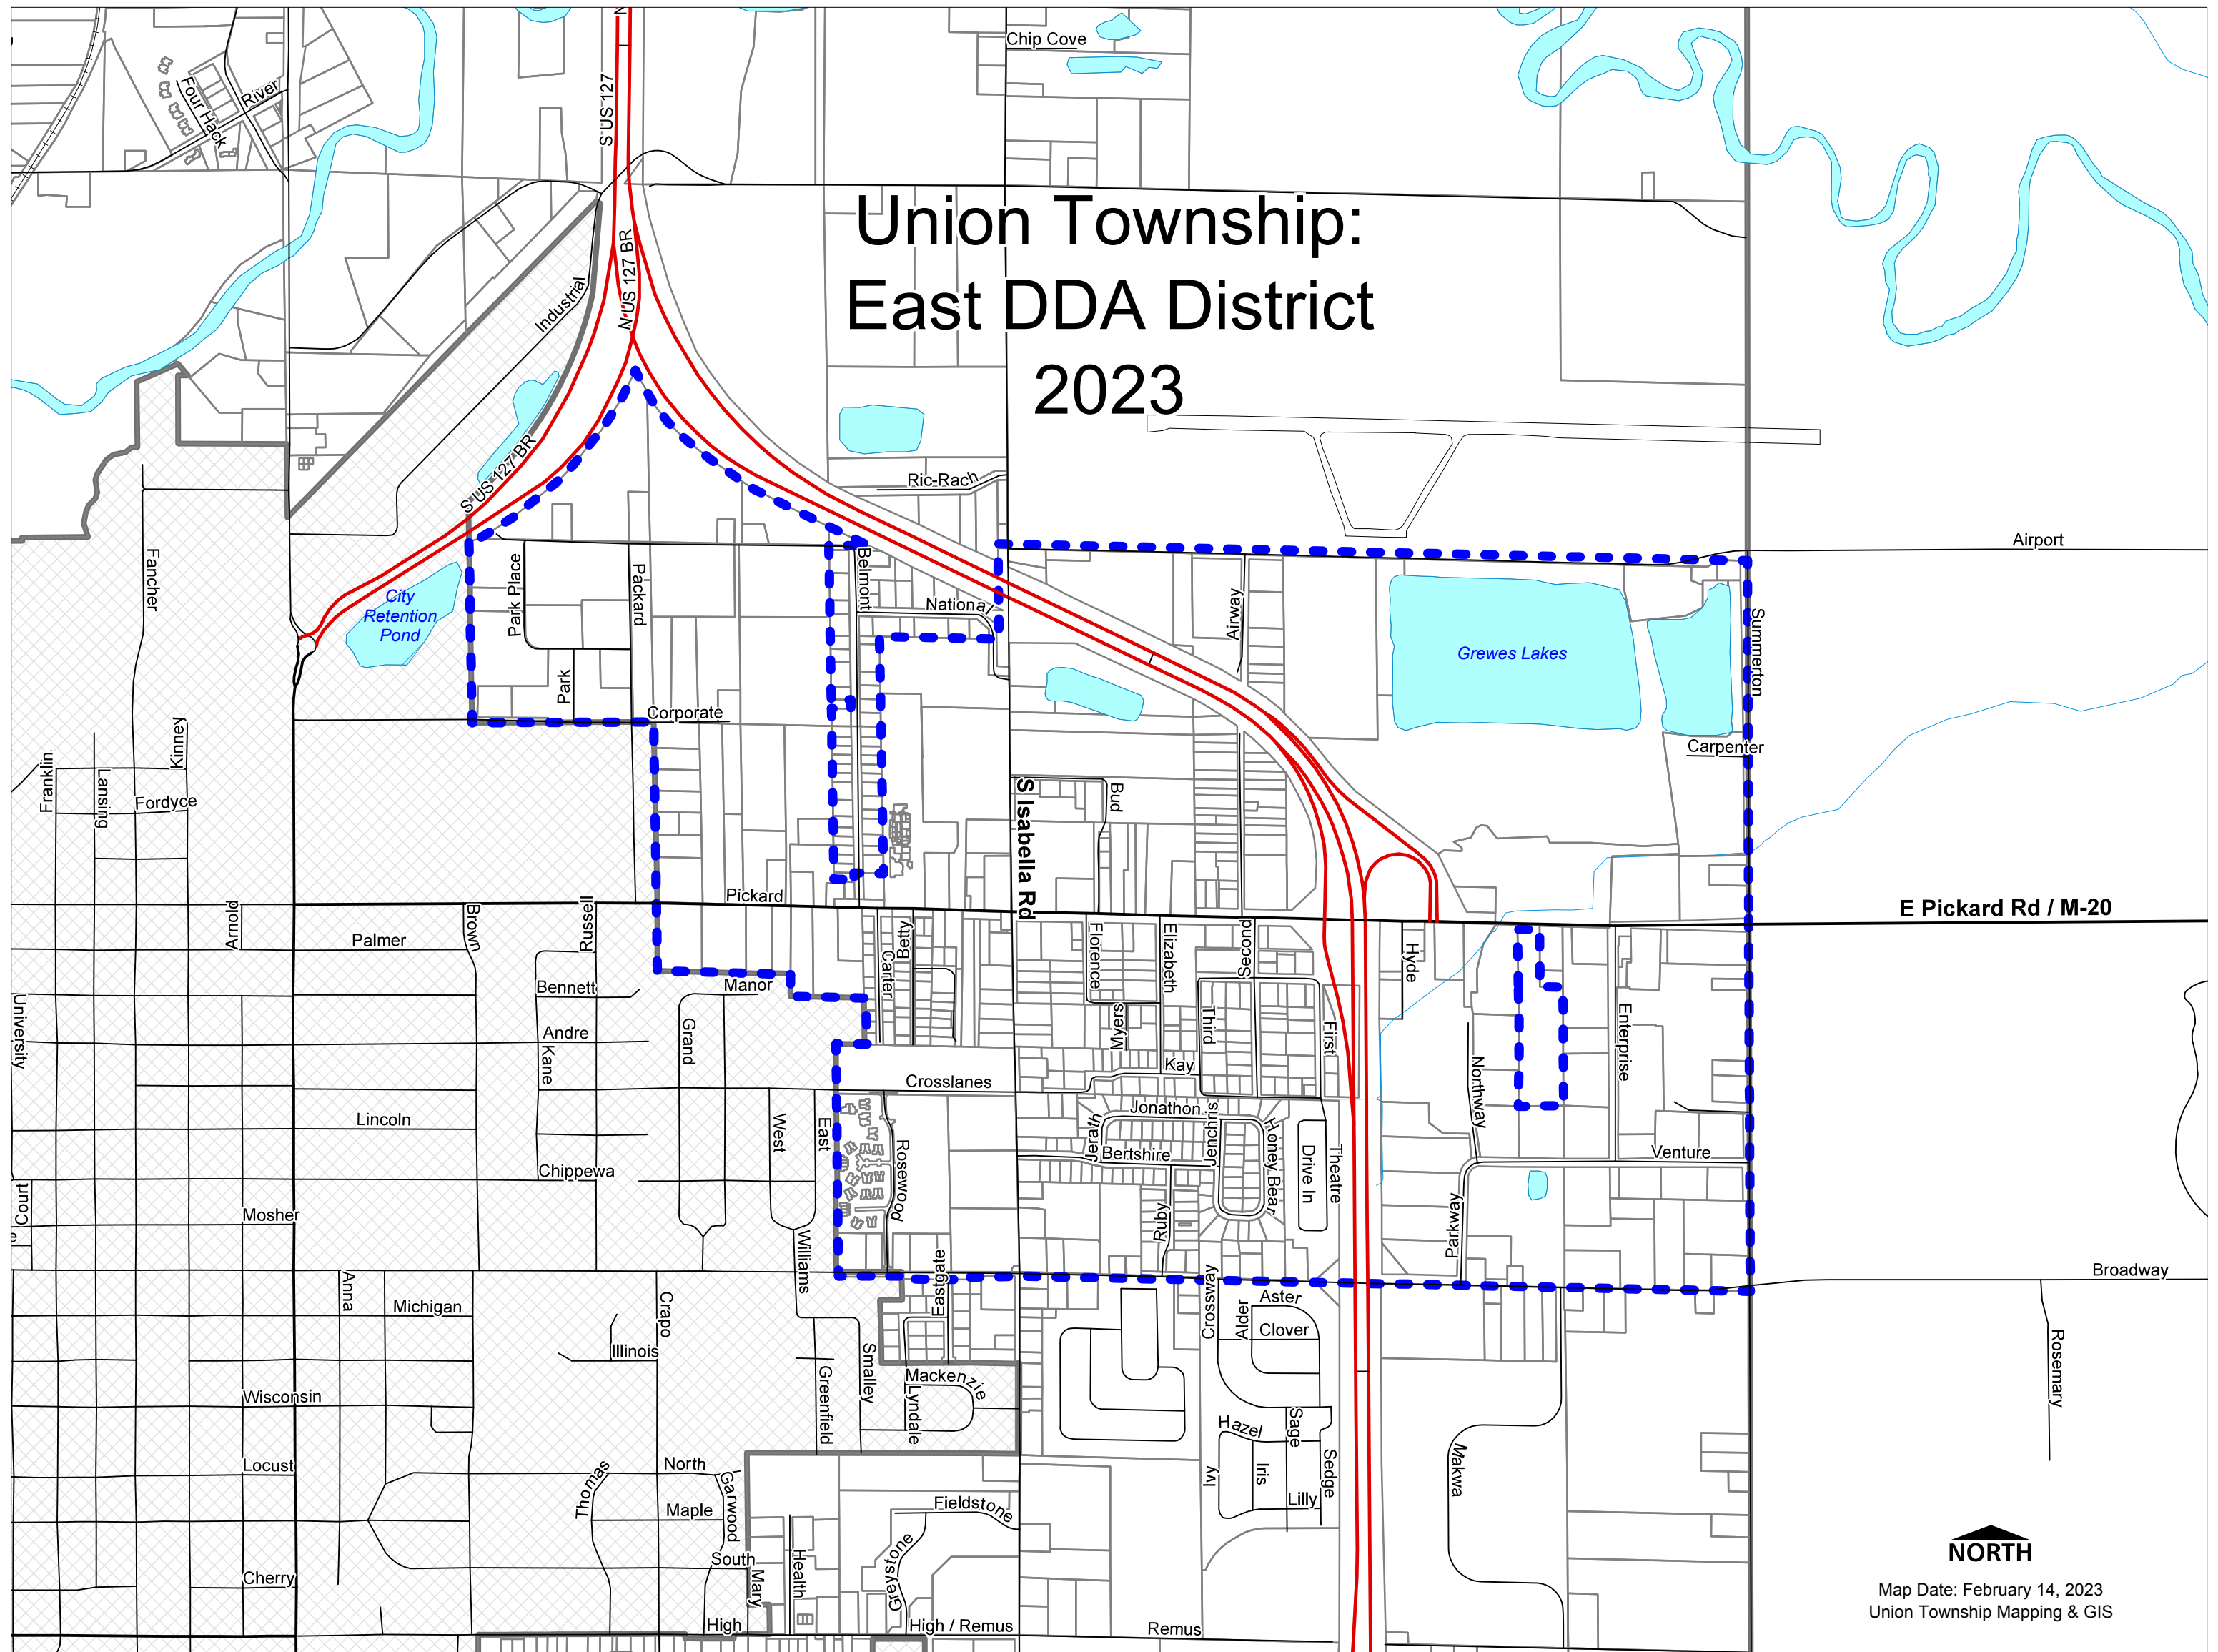 Chip Cove
S US 127
N
Four Hack
River
Union Township:
East DDA District
2023
N US 127 BR
Industrial
S US 127 BR
Ric-Rach
Airport
Fancher
City
Retention
Pond
Park Place
Packard
Belmont
National
Airway
Grewes Lakes
Summerton
Park
Corporate
Carpenter
Kinney
Franklin
Lansing
Fordyce
S Isabella Rd
Bud
Pickard
E Pickard Rd / M-20
Arnold
Palmer
Brown
Russell
Betty
Carter
Florence
Elizabeth
Second
Hyde
University
Bennett
Manor
Andre
Kane
Grand
Myers
Third
First
Enterprise
Northway
Kay
Crosslanes
Lincoln
West
East
Rosewood
Jonathon
Jerath
Jenchris
Bertshire
Honey Bear
Drive In
Theatre
Venture
Chippewa
Court
Mosher
Williams
Ruby
Parkway
Eastgate
Broadway
Anna
Michigan
Crapo
Illinois
Crossway
Alder
Aster
Clover
Rosemary
Wisconsin
Greenfield
Smalley
Mackenzie
Lyndale
Hazel
Sage
Sedge
Ivy
Iris
Lilly
Makwa
Locust
Thomas
North
Garwood
Maple
Fieldstone
Greystone
South
Mary
Health
Cherry
High
High / Remus
Remus
NORTH
Map Date: February 14, 2023
Union Township Mapping & GIS